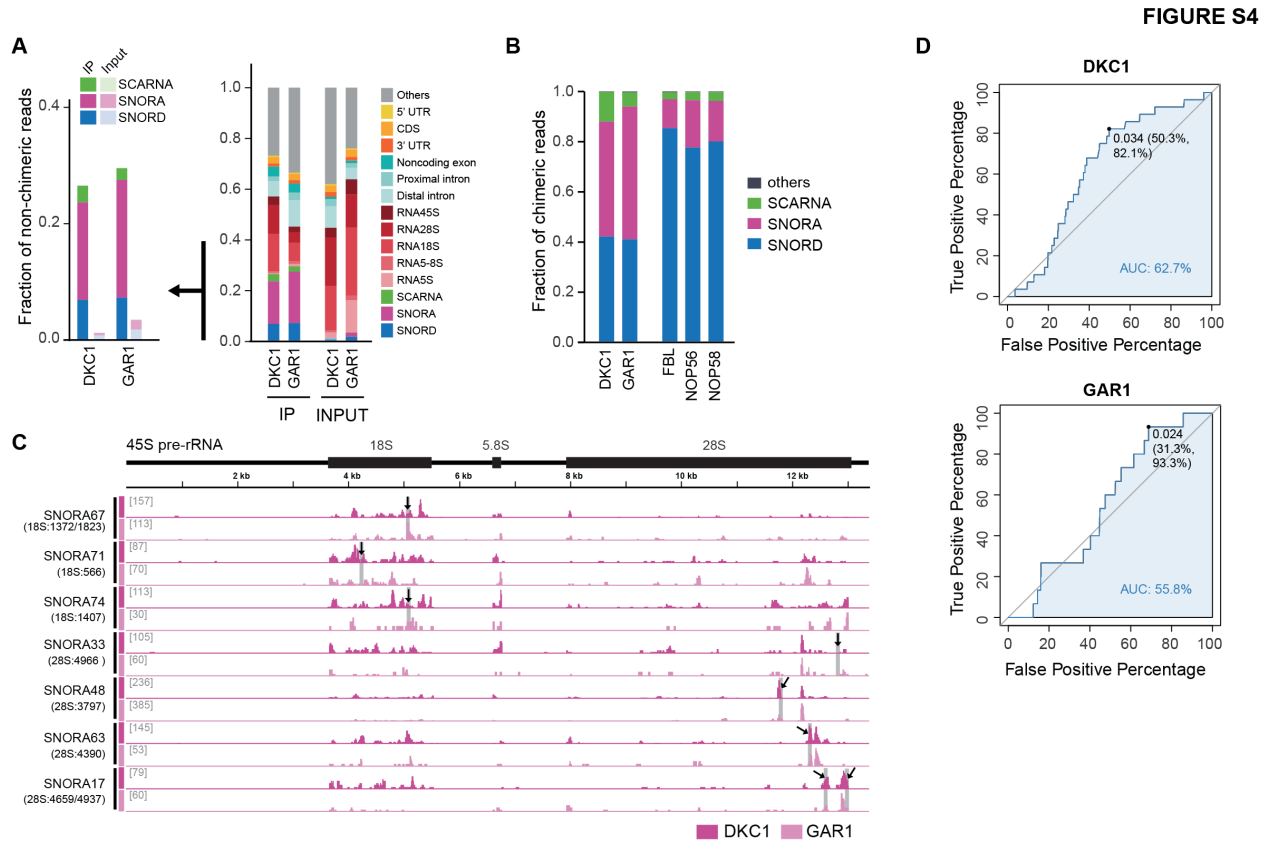 FIGURE S4
A
IP
Input
SCARNA
SNORA
SNORD
Fraction of non-chimeric reads
0.4
0.2
0.0
DKC1
GAR1
1.0
0.8
0.6
0.4
0.2
0.0
DKC1
GAR1
DKC1
GAR1
IP
INPUT
Others
5' UTR
CDS
3' UTR
Noncoding exon
Proximal intron
Distal intron
RNA45S
RNA28S
RNA18S
RNA5-8S
RNA5S
SCARNA
SNORA
SNORD
B
Fraction of chimeric reads
1.0
0.8
0.6
0.4
0.2
0.0
DKC1
GAR1
FBL
NOP56
NOP58
others
SCARNA
SNORA
SNORD
C
45S pre-rRNA
18S
5.8S
28S
2 kb
4 kb
6 kb
8 kb
10 kb
12 kb
SNORA67
(18S:1372/1823)
[157]
[113]
SNORA71
(18S:566)
[87]
[70]
SNORA74
(18S:1407)
[113]
[30]
SNORA33
(28S:4966 )
[105]
[60]
SNORA48
(28S:3797)
[236]
[385]
SNORA63
(28S:4390)
[145]
[53]
SNORA17
(28S:4659/4937)
[79]
[60]
DKC1
GAR1
D
DKC1
True Positive Percentage
100
80
60
40
20
0
0.034 (50.3%,
82.1%)
AUC: 62.7%
0 20 40 60 80 100
False Positive Percentage
GAR1
True Positive Percentage
100
80
60
40
20
0
0.024
(31.3%,
93.3%)
AUC: 55.8%
0 20 40 60 80 100
False Positive Percentage